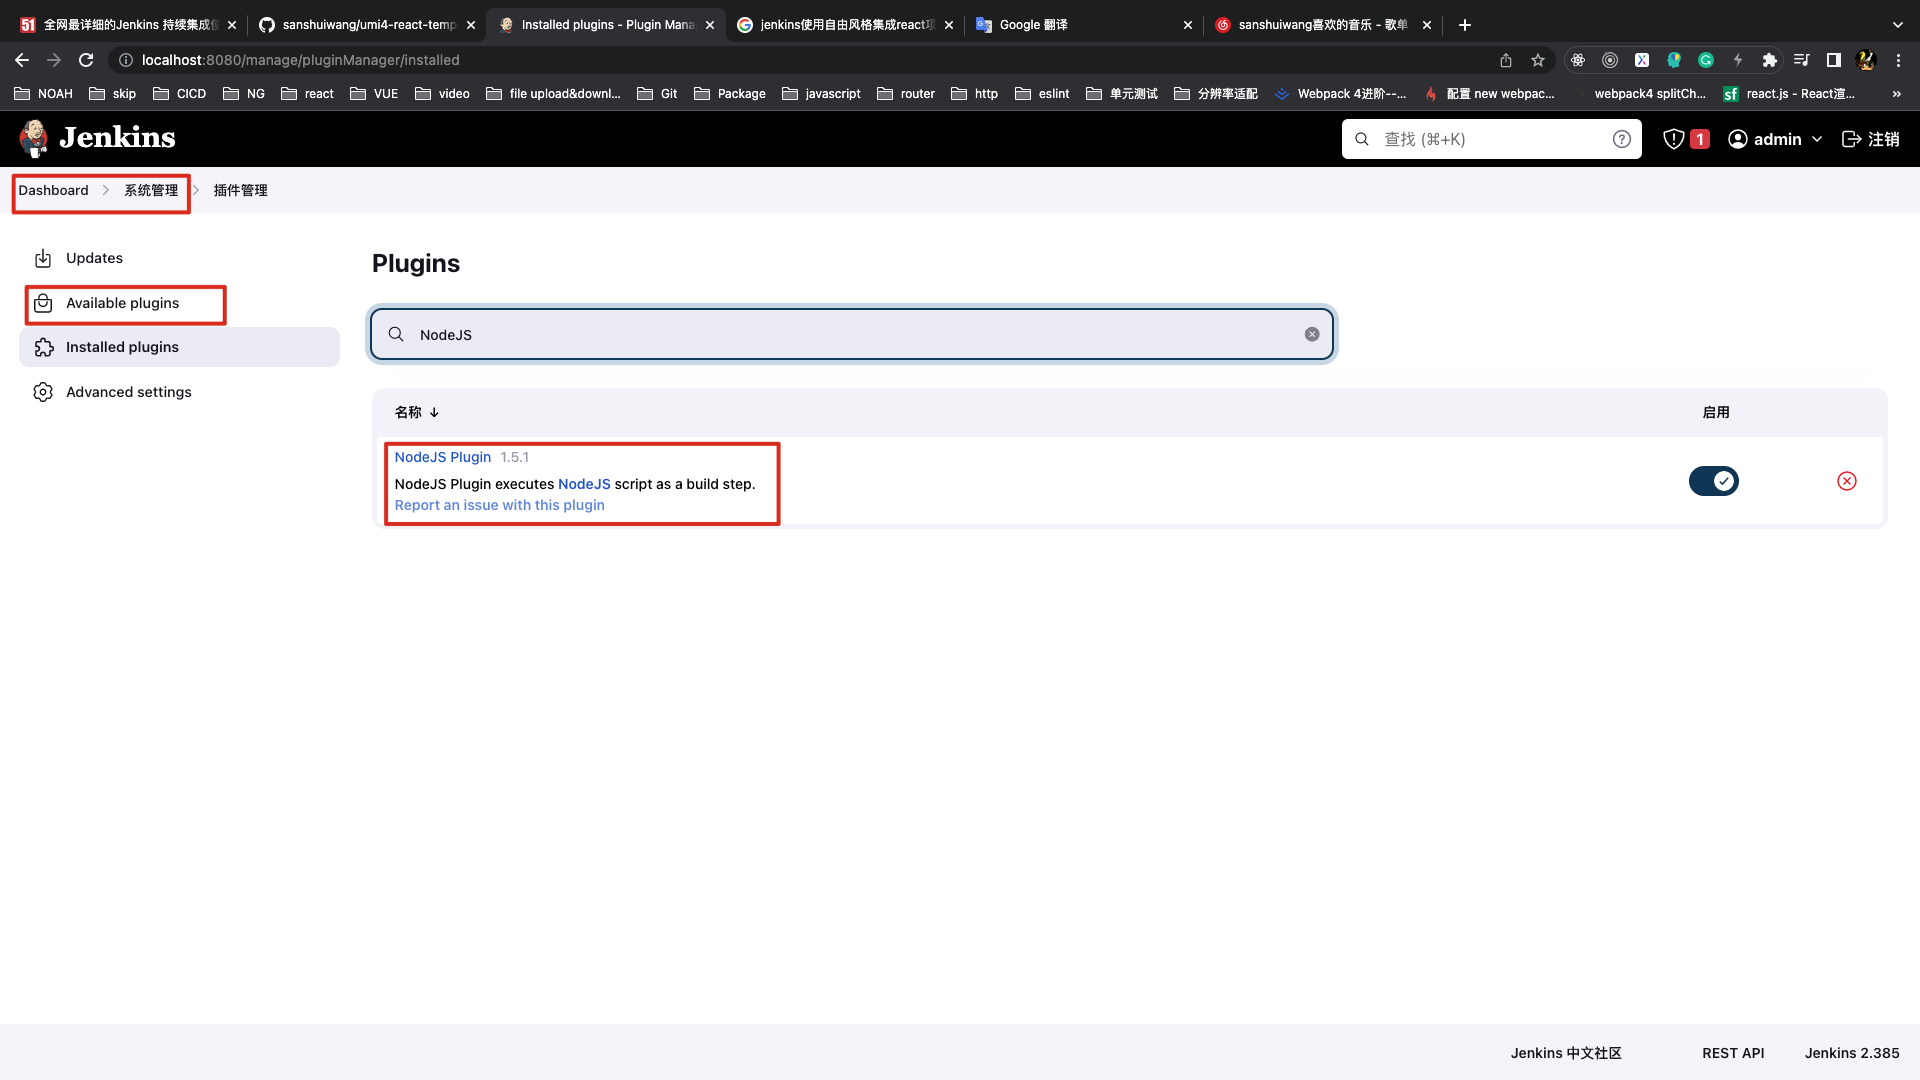 全网最详细的Jenkins 持续集成
sanshuiwang/umi4-react-temp
Installed plugins - Plugin Mana
jenkins使用自由风格集成react项
Google 翻译
sanshuiwang喜欢的音乐 - 歌单
localhost:8080/manage/pluginManager/installed
NOAH
skip
CICD
NG
react
VUE
video
file upload&downl...
Git
Package
javascript
router
http
eslint
单元测试
分辨率适配
Webpack 4进阶--...
配置 new webpac...
webpack4 splitCh...
react.js - React渲...
Jenkins
查找 (⌘+K)
1
admin
注销
Dashboard
系统管理
插件管理
Updates
Available plugins
Installed plugins
Advanced settings
Plugins
NodeJS
名称 ↓
启用
NodeJS Plugin 1.5.1
NodeJS Plugin executes NodeJS script as a build step.
Report an issue with this plugin
Jenkins 中文社区
REST API
Jenkins 2.385